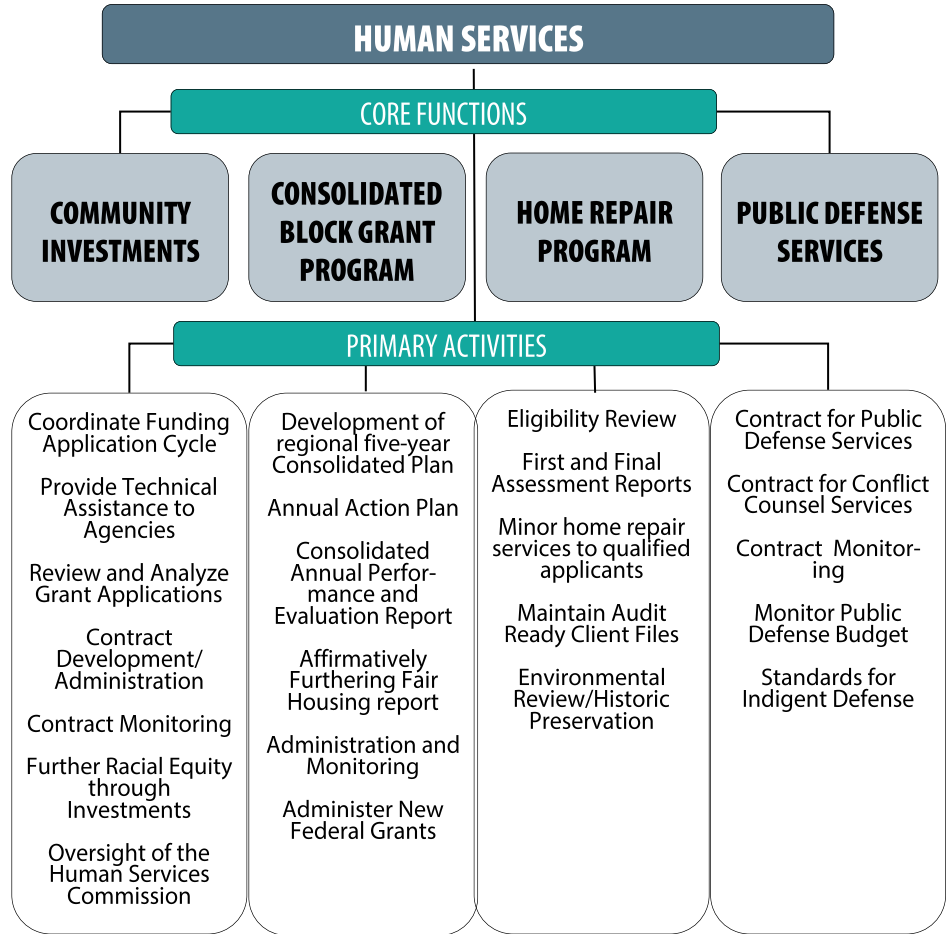 HUMAN SERVICES
CORE FUNCTIONS
COMMUNITY
INVESTMENTS
CONSOLIDATED
BLOCK GRANT
PROGRAM
HOME REPAIR
PROGRAM
PUBLIC DEFENSE
SERVICES
PRIMARY ACTIVITIES
Coordinate Funding
Application Cycle
Provide Technical
Assistance to
Agencies
Review and Analyze
Grant Applications
Contract
Development/
Administration
Contract Monitoring
Further Racial Equity
through
Investments
Oversight of the
Human Services
Commission
Development of
regional five-year
Consolidated Plan
Annual Action Plan
Consolidated
Annual Perfor-
mance and
Evaluation Report
Affirmatively
Furthering Fair
Housing report
Administration and
Monitoring
Administer New
Federal Grants
Eligibility Review
First and Final
Assessment Reports
Minor home repair
services to qualified
applicants
Maintain Audit
Ready Client Files
Environmental
Review/Historic
Preservation
Contract for Public
Defense Services
Contract for Conflict
Counsel Services
Contract  Monitor-
ing
Monitor Public
Defense Budget
Standards for
Indigent Defense